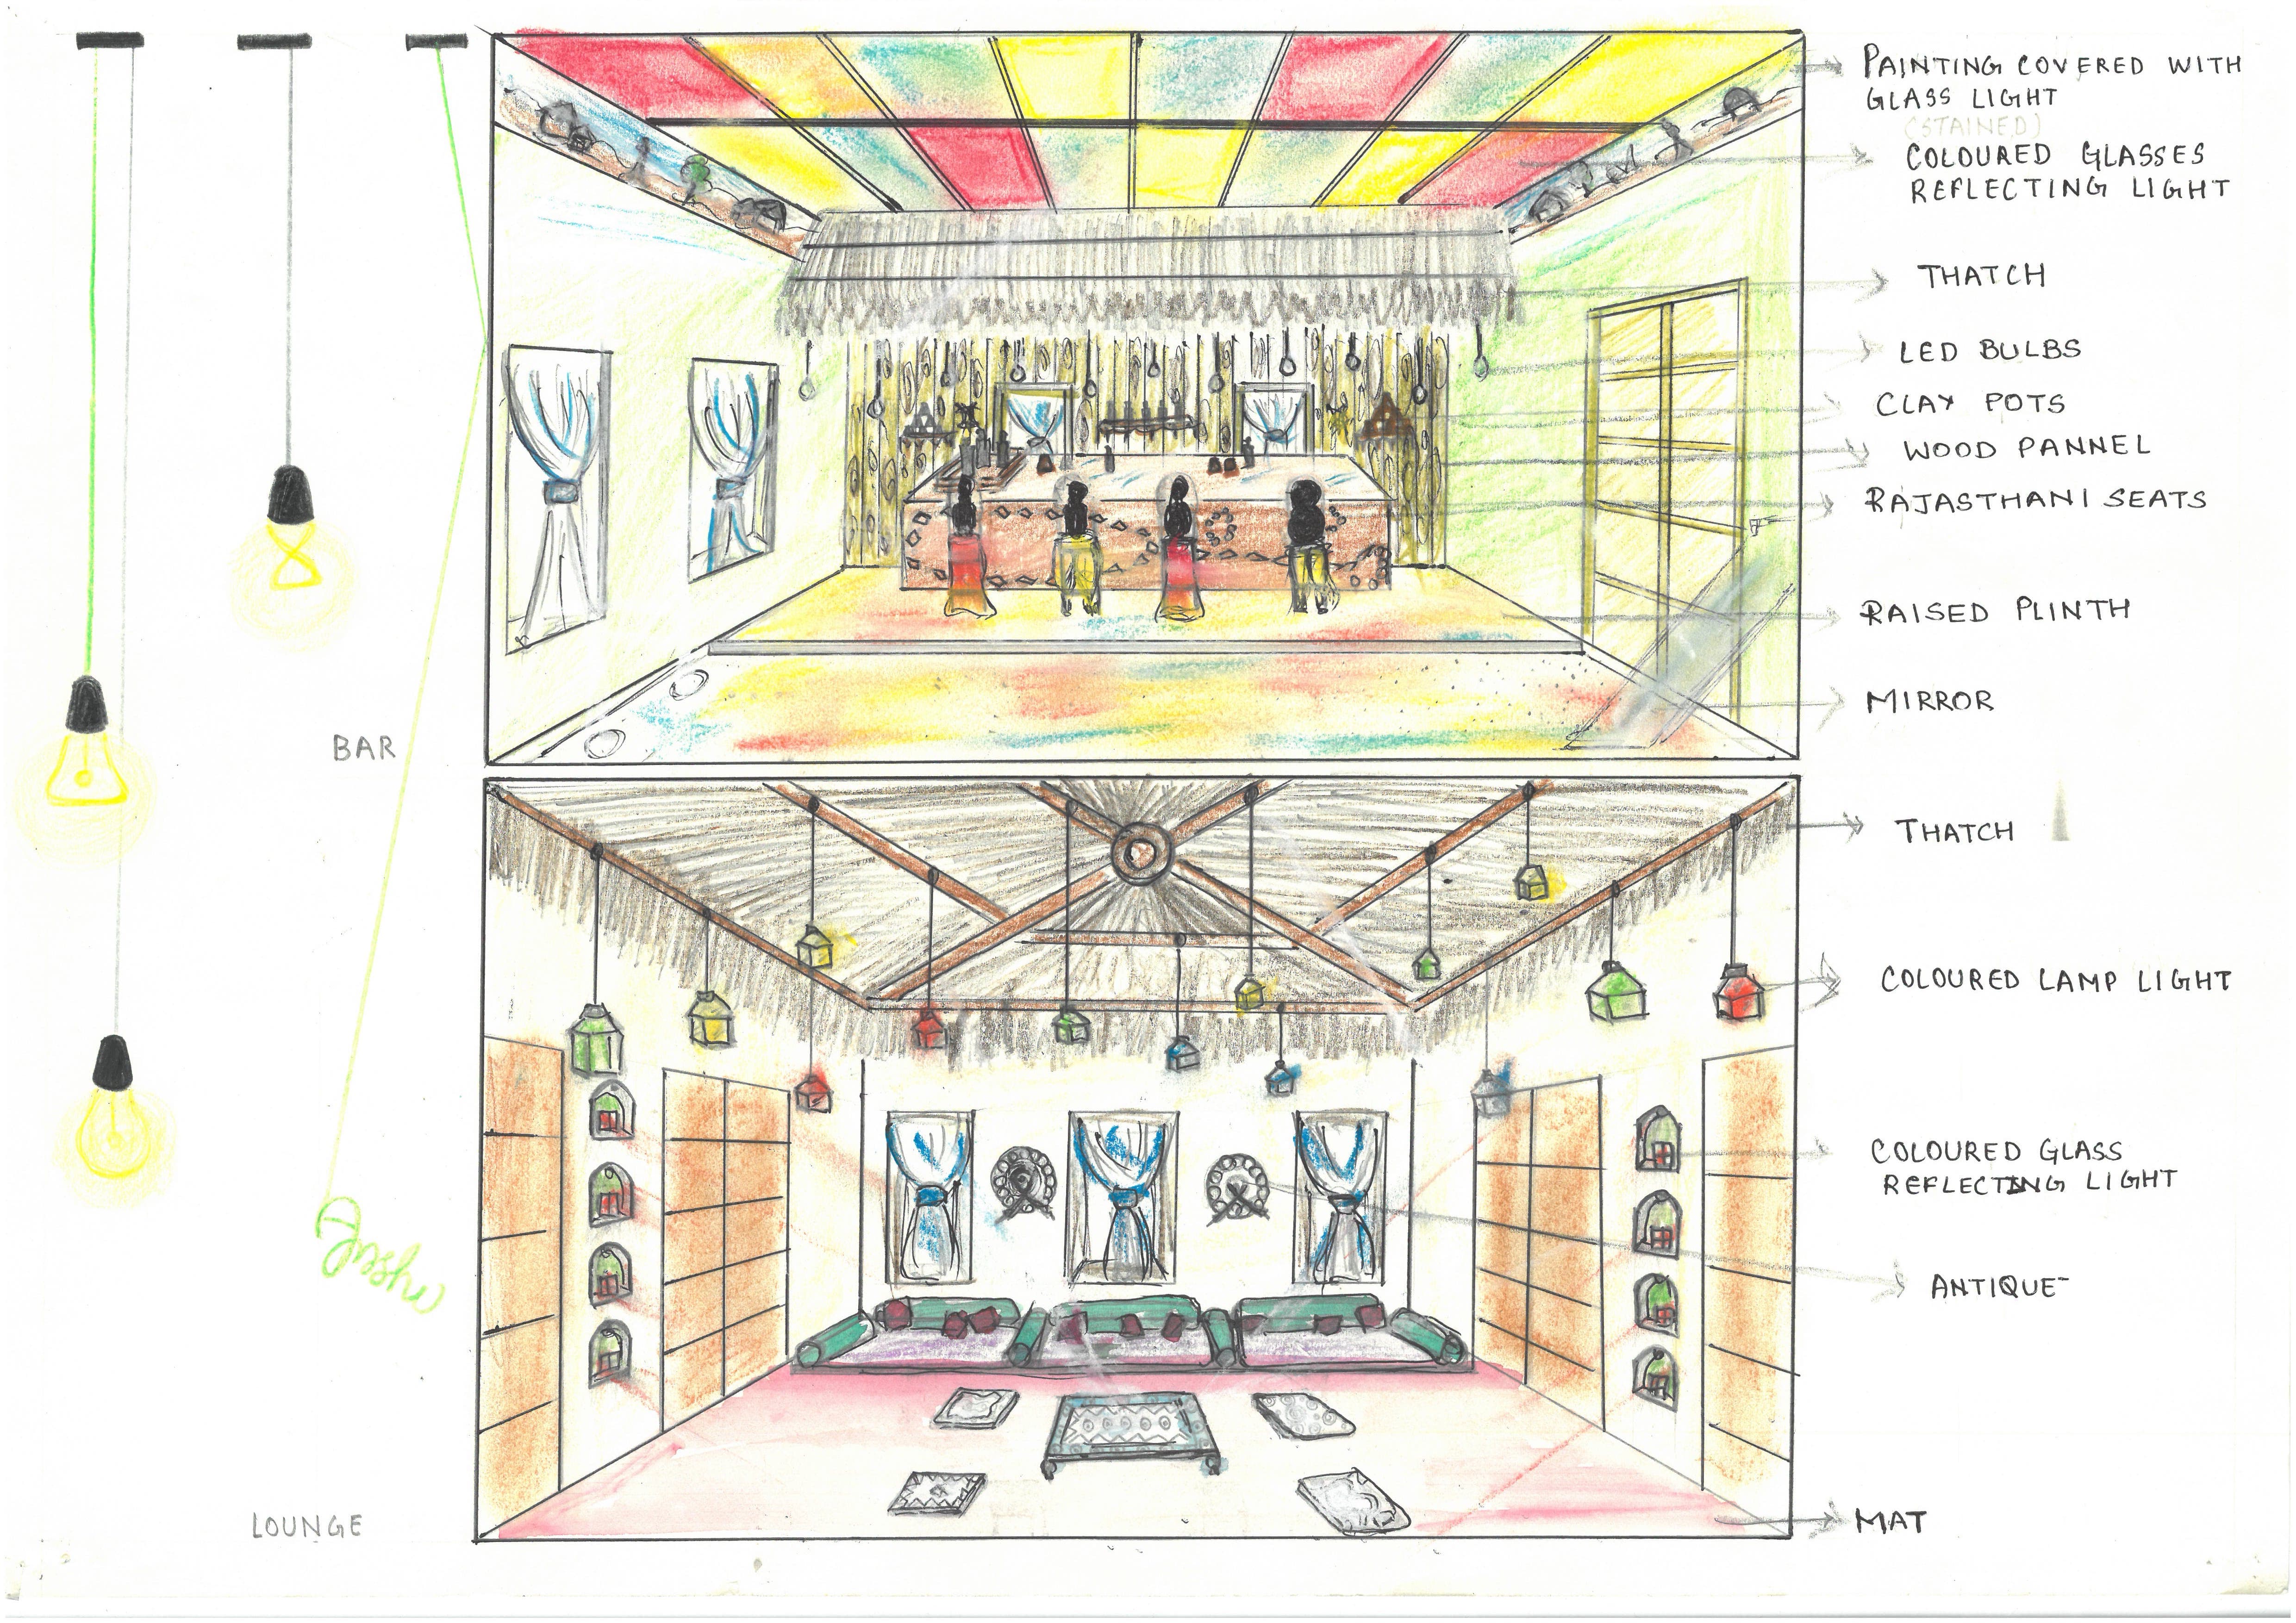 PAINTING COVERED WITH
GLASS LIGHT
(STAINED)
COLOURED GLASSES
REFLECTING LIGHT
THATCH
LED BULBS
CLAY POTS
WOOD PANNEL
RAJASTHANI SEATS
RAISED PLINTH
MIRROR
BAR
THATCH
COLOURED LAMP LIGHT
COLOURED GLASS
REFLECTING LIGHT
ANTIQUE
MAT
LOUNGE